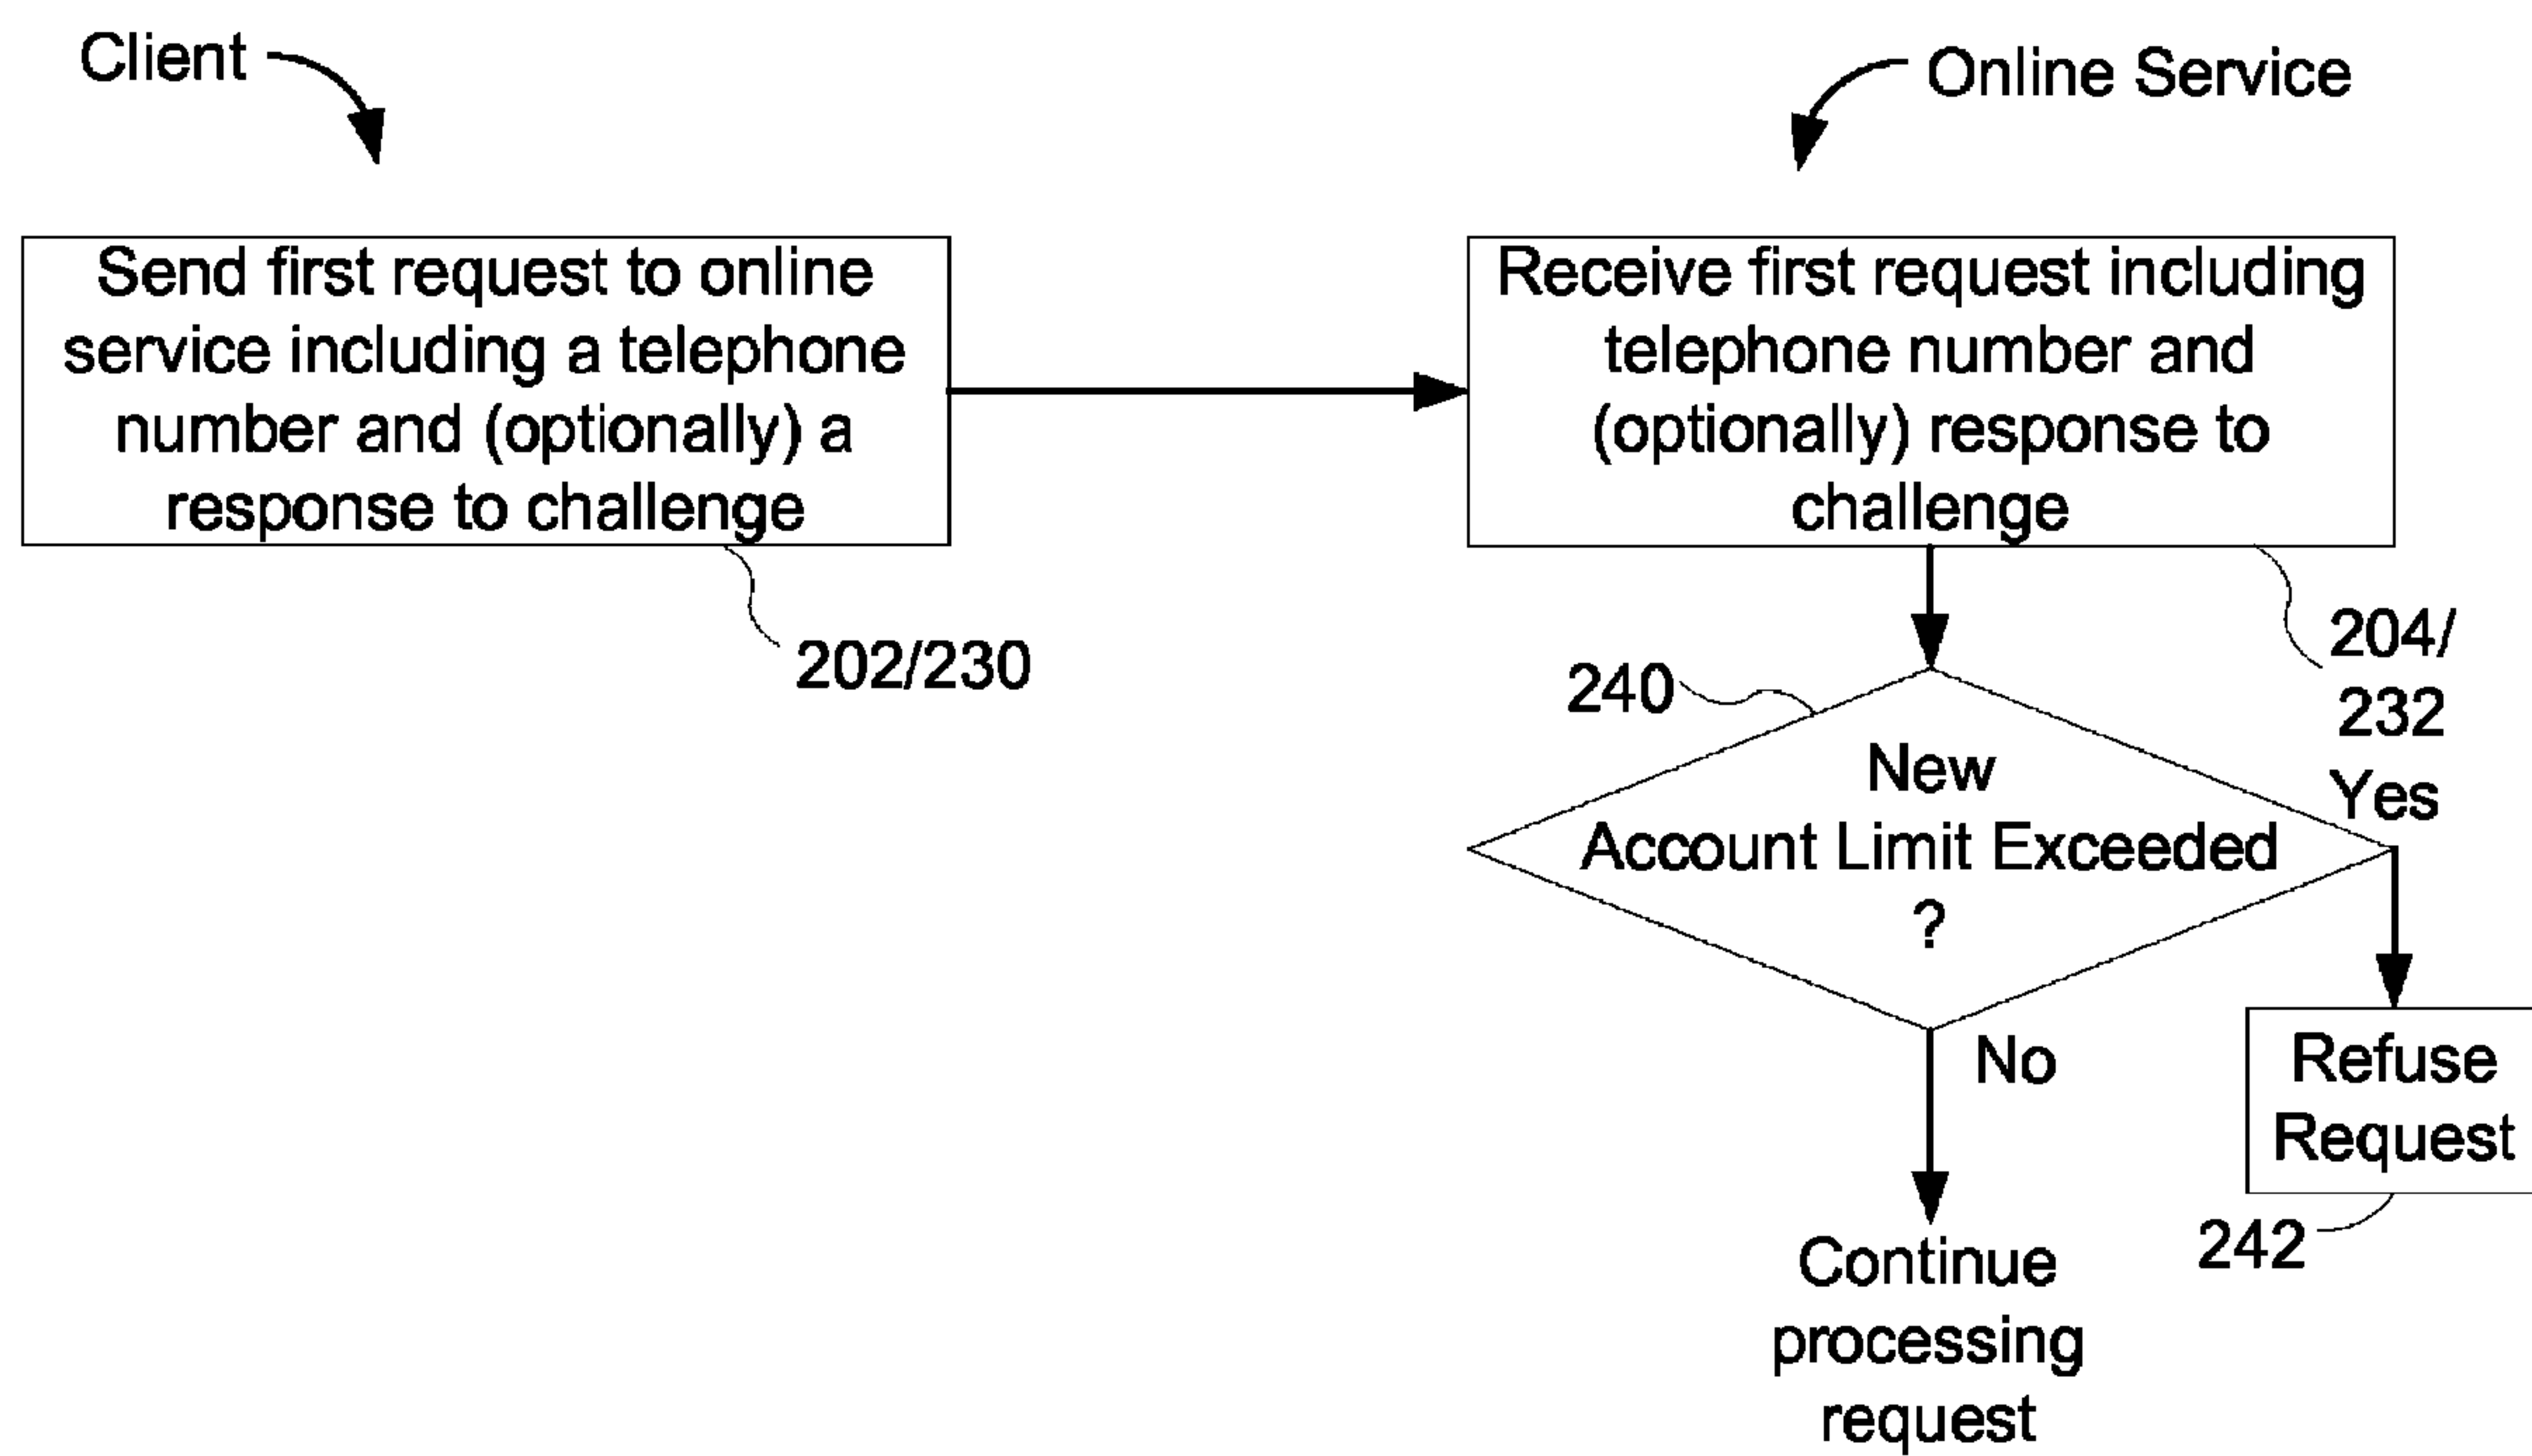 Client
Online Service
Send first request to online
service including a telephone
number and (optionally) a
response to challenge
202/230
Receive first request including
telephone number and
(optionally) response to
challenge
204/
232
240
New
Account Limit Exceeded
?
Yes
No
Refuse
Request
242
Continue
processing
request